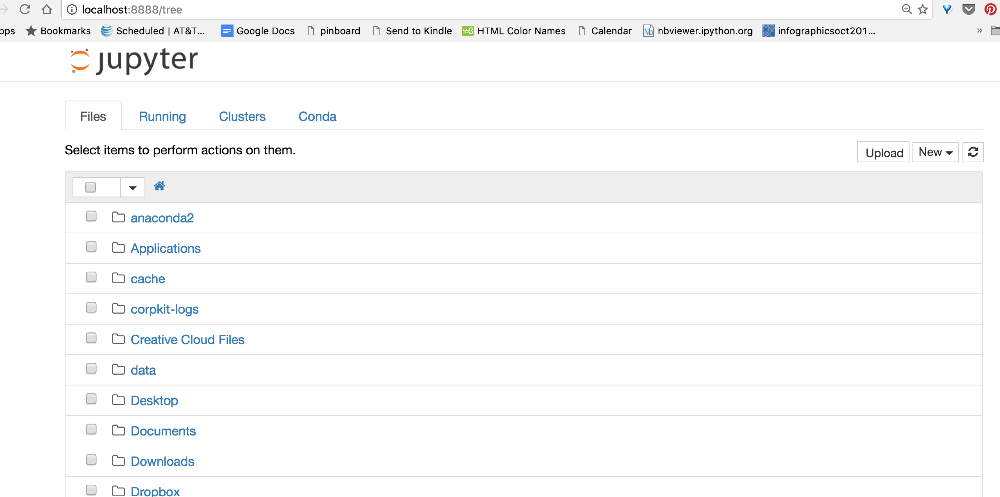 localhost:8888/tree
pps Bookmarks Scheduled | AT&T... Google Docs pinboard Send to Kindle HTML Color Names Calendar nbviewer.ipython.org infographicsoct201... »
jupyter
Files Running Clusters Conda
Select items to perform actions on them. Upload New
anaconda2
Applications
cache
corpkit-logs
Creative Cloud Files
data
Desktop
Documents
Downloads
Dropbox